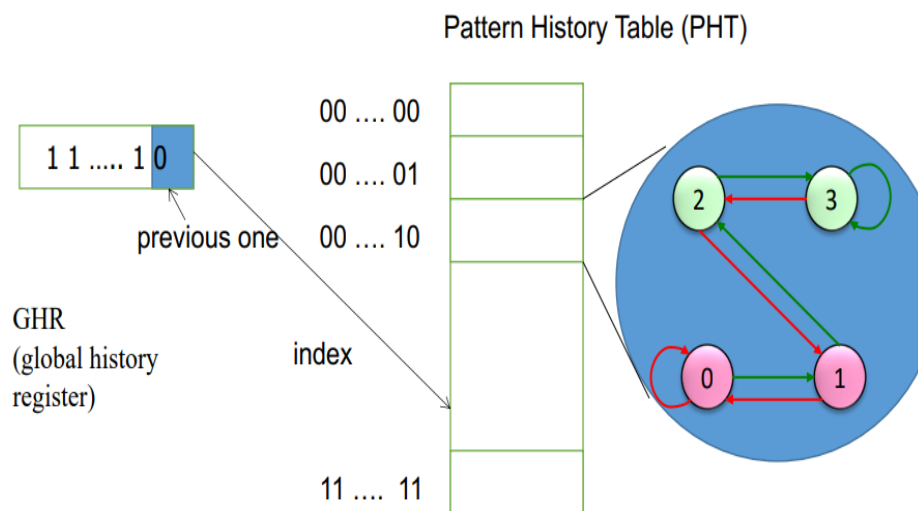 Pattern History Table (PHT)
00 .... 00
1 1 ..... 1 0
00 .... 01
previous one
00 .... 10
GHR
(global history
register)
index
11 .... 11
2
3
0
1